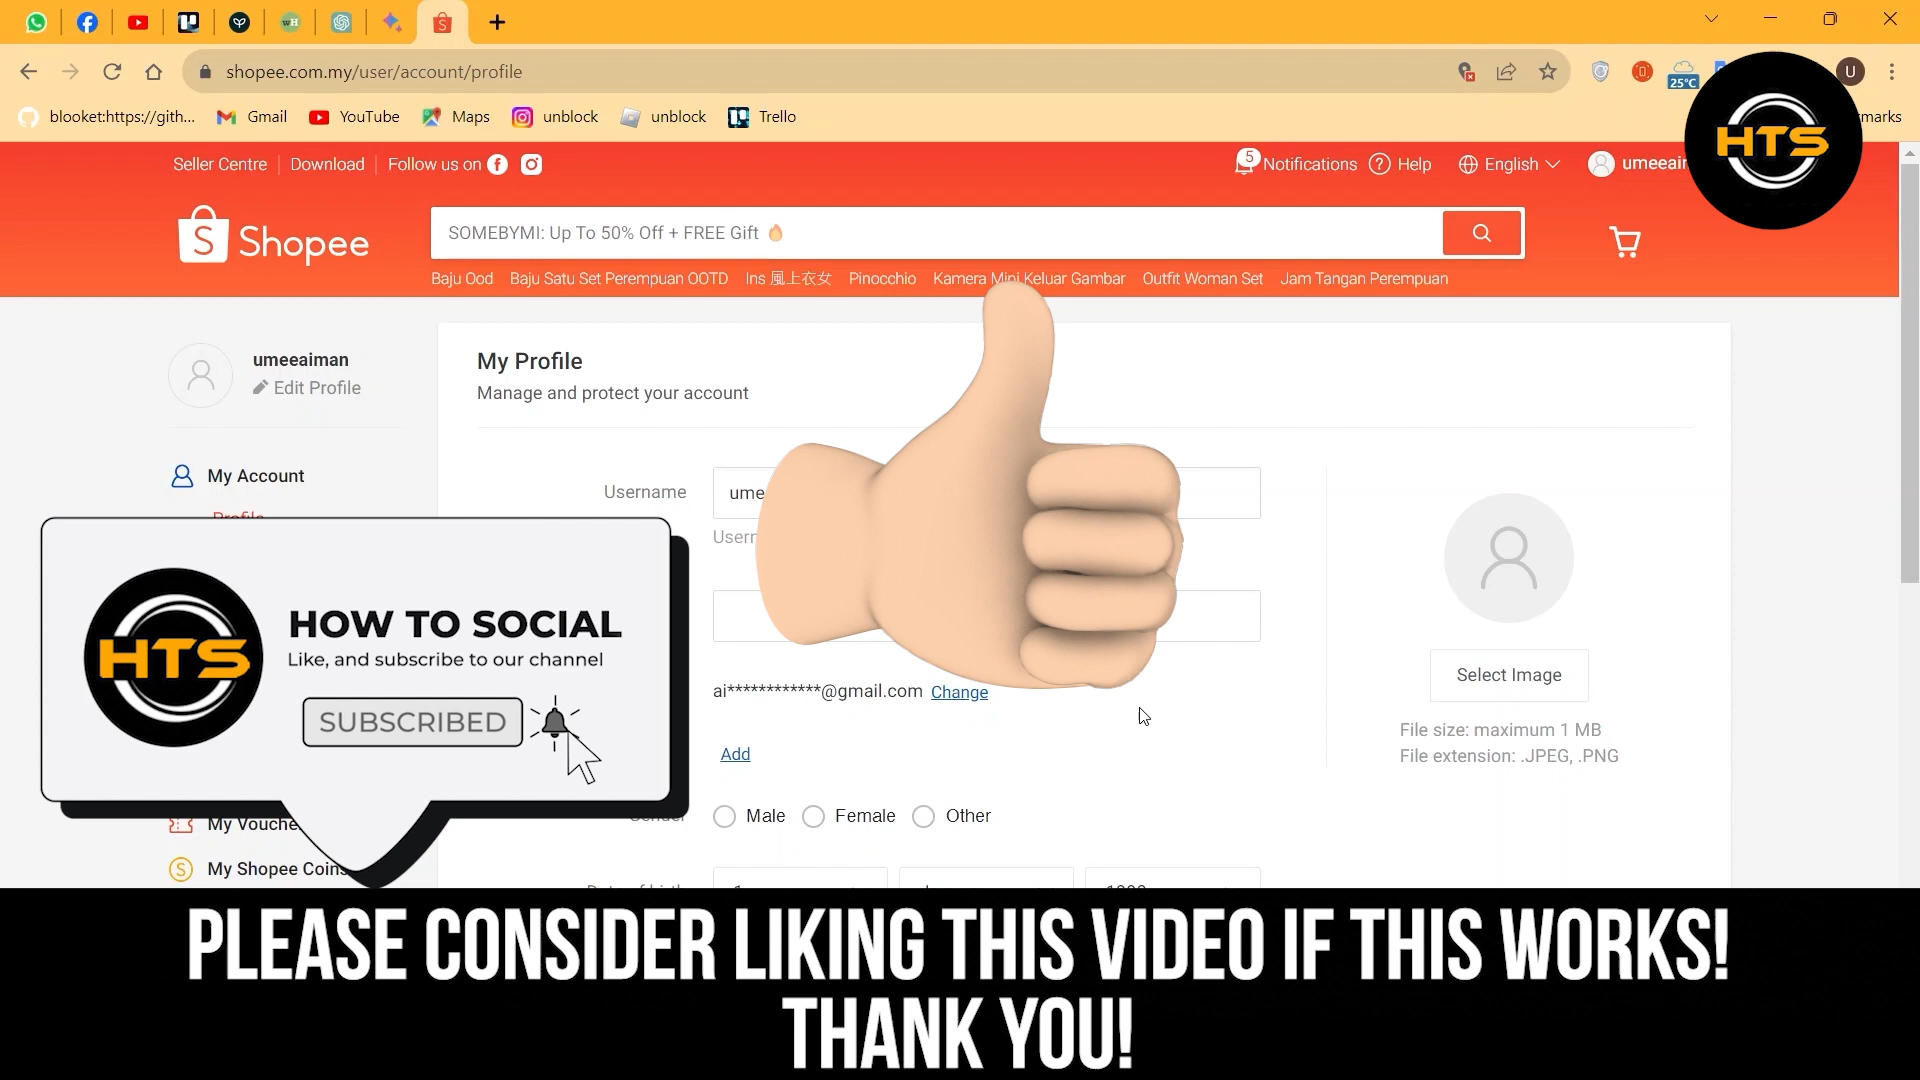 shopee.com.my/user/account/profile
25°C
U
blooket:https://gith... Gmail YouTube Maps unblock unblock Trello marks
HTS
Seller Centre Download Follow us on
5 Notifications Help English umeeain
Shopee
SOMEBYMI: Up To 50% Off + FREE Gift
Baju Ood Baju Satu Set Perempuan OOTD Ins 風上衣女 Pinocchio Kamera Mini Keluar Gambar Outfit Woman Set Jam Tangan Perempuan
umeeaiman
Edit Profile
My Profile
Manage and protect your account
My Account
Profile
Username ume
Usern
ai************@gmail.com Change
Add
Gender Male Female Other
Select Image
File size: maximum 1 MB
File extension: .JPEG, .PNG
HTS
HOW TO SOCIAL
Like, and subscribe to our channel
SUBSCRIBED
My Vouche
My Shopee Coins
PLEASE CONSIDER LIKING THIS VIDEO IF THIS WORKS!
THANK YOU!